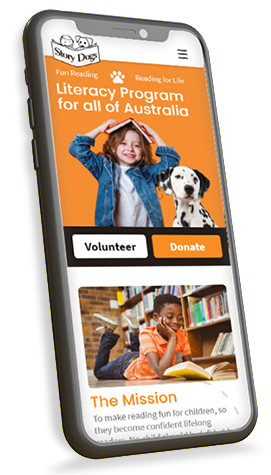 Story Dogs
Fun Reading Reading for Life
Literacy Program
for all of Australia
Volunteer Donate
The Mission
To make reading fun for children, so
they become confident lifelong